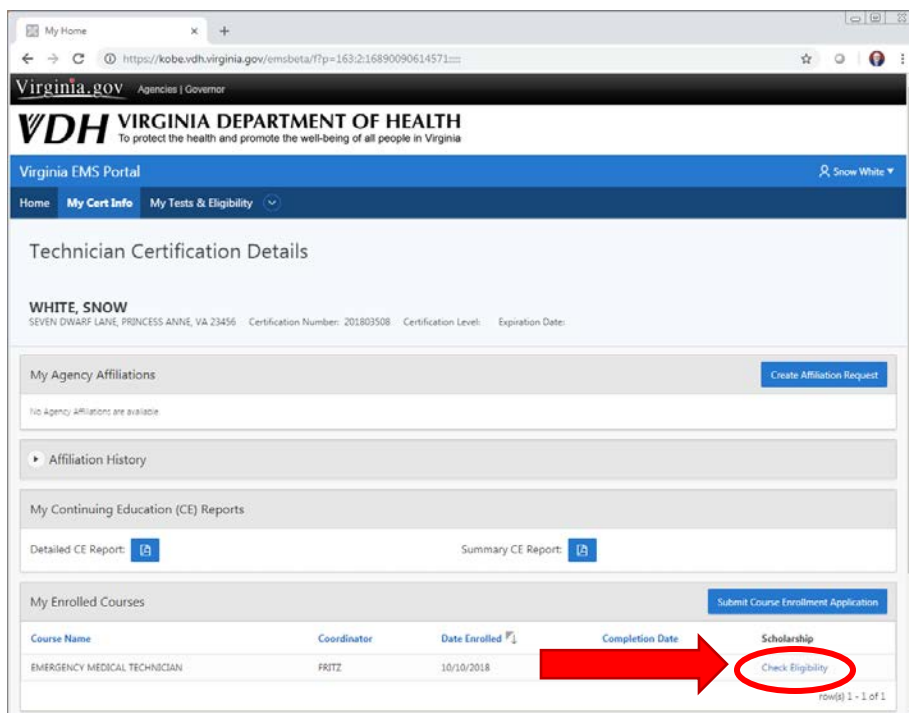 My Home
https://kobe.vdh.virginia.gov/emsbeta/f?p=163:2:16890090614571:::::
Virginia.gov Agencies | Governor
VDH VIRGINIA DEPARTMENT OF HEALTH
To protect the health and promote the well-being of all people in Virginia
Virginia EMS Portal Snow White
Home My Cert Info My Tests & Eligibility
Technician Certification Details
WHITE, SNOW
SEVEN DWARF LANE, PRINCESS ANNE, VA 23456 Certification Number: 201803508 Certification Level: Expiration Date:
My Agency Affiliations Create Affiliation Request
No Agency Affiliations are available.
Affiliation History
My Continuing Education (CE) Reports
Detailed CE Report: Summary CE Report:
My Enrolled Courses Submit Course Enrollment Application
Course Name Coordinator Date Enrolled Completion Date Scholarship
EMERGENCY MEDICAL TECHNICIAN FRITZ 10/10/2018 Check Eligibility
row(s) 1 - 1 of 1